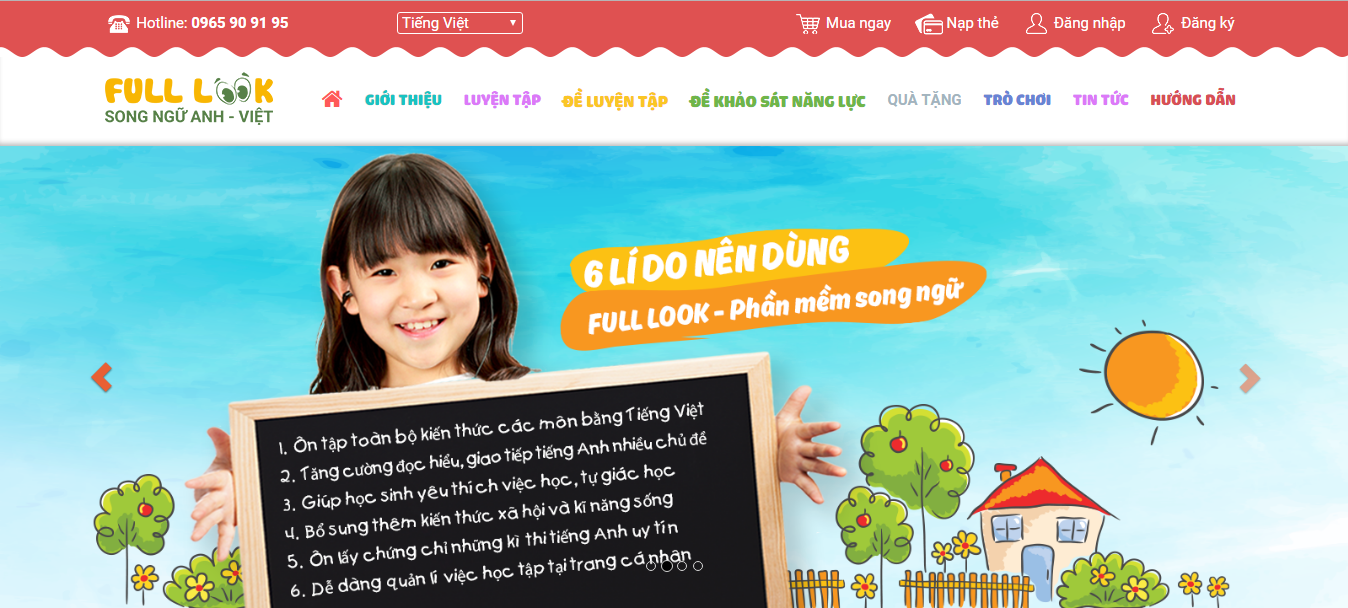 Hotline: 0965 90 91 95
Tiếng Việt
Mua ngay
Nạp thẻ
Đăng nhập
Đăng ký
FULL LOOK
SONG NGỮ ANH - VIỆT
GIỚI THIỆU
LUYỆN TẬP
ĐỀ LUYỆN TẬP
ĐỀ KHẢO SÁT NĂNG LỰC
QUÀ TẶNG
TRÒ CHƠI
TIN TỨC
HƯỚNG DẪN
6 LÍ DO NÊN DÙNG
FULL LOOK - Phần mềm song ngữ
1. Ôn tập toàn bộ kiến thức các môn bằng Tiếng Việt
2. Tăng cường đọc hiểu, giao tiếp tiếng Anh nhiều chủ đề
3. Giúp học sinh yêu thích việc học, tự giác học
4. Bổ sung thêm kiến thức xã hội và kĩ năng sống
5. Ôn lấy chứng chỉ những kì thi tiếng Anh uy tín
6. Dễ dàng quản lí việc học tập tại trang cá nhân